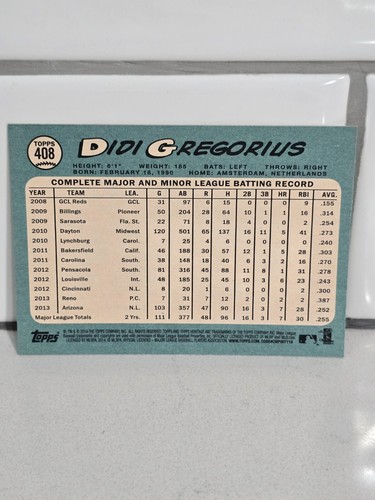 TOPPS
408
DIDI GREGORIUS
HEIGHT: 6'1" WEIGHT: 185 BATS: LEFT THROWS: RIGHT
BORN: FEBRUARY 18, 1990 HOME: AMSTERDAM, NETHERLANDS
COMPLETE MAJOR AND MINOR LEAGUE BATTING RECORD
YEAR TEAM LEA. G AB R H 2B 3B HR RBI AVG.
2008 GCL Reds GCL 31 97 6 15 0 0 0 9 .155
2009 Billings Pioneer 50 204 28 64 10 1 1 16 .314
2009 Sarasota Fla. St. 22 71 8 18 4 0 0 2 .254
2010 Dayton Midwest 120 501 65 137 16 11 5 41 .273
2010 Lynchburg Carol. 7 25 4 6 0 0 0 0 .240
2011 Bakersfield Calif. 46 188 30 57 12 1 5 28 .303
2011 Carolina South. 38 148 18 40 6 3 2 16 .270
2012 Pensacola South. 81 316 45 88 11 8 1 31 .278
2012 Louisville Int. 48 185 25 45 10 3 6 23 .243
2012 Cincinnati N.L. 8 20 1 6 0 0 0 2 .300
2013 Reno P.C. 7 31 7 12 2 0 2 2 .387
2013 Arizona N.L. 103 357 47 90 16 3 7 28 .252
Major League Totals 2 Yrs. 111 377 48 96 16 3 7 30 .255
Topps